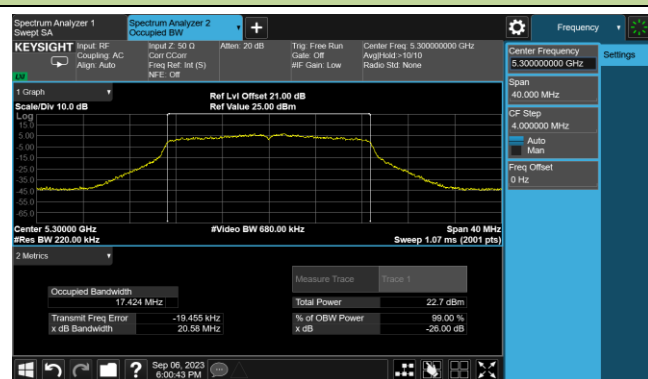 Spectrum Analyzer 1
Swept SA
Spectrum Analyzer 2
Occupied BW
Frequency
KEYSIGHT
Input: RF
Coupling: AC
Align: Auto
Input Z: 50 Ω
Corr CCorr
Freq Ref: Int (S)
NFE: Off
Atten: 20 dB
Trig: Free Run
Gate: Off
#IF Gain: Low
Center Freq: 5.300000000 GHz
Avg|Hold:>10/10
Radio Std: None
LV
Center Frequency
5.300000000 GHz
Settings
Span
40.000 MHz
CF Step
4.000000 MHz
Auto
Man
Freq Offset
0 Hz
1 Graph
Scale/Div 10.0 dB
Ref Lvl Offset 21.00 dB
Ref Value 25.00 dBm
Log
15.0
5.00
-5.00
-15.0
-25.0
-35.0
-45.0
-55.0
-65.0
Center 5.30000 GHz
#Video BW 680.00 kHz
Span 40 MHz
#Res BW 220.00 kHz
Sweep 1.07 ms (2001 pts)
2 Metrics
Measure Trace
Trace 1
Occupied Bandwidth
17.424 MHz
Total Power
22.7 dBm
Transmit Freq Error
-19.455 kHz
% of OBW Power
99.00 %
x dB Bandwidth
20.58 MHz
x dB
-26.00 dB
Sep 06, 2023
6:00:43 PM